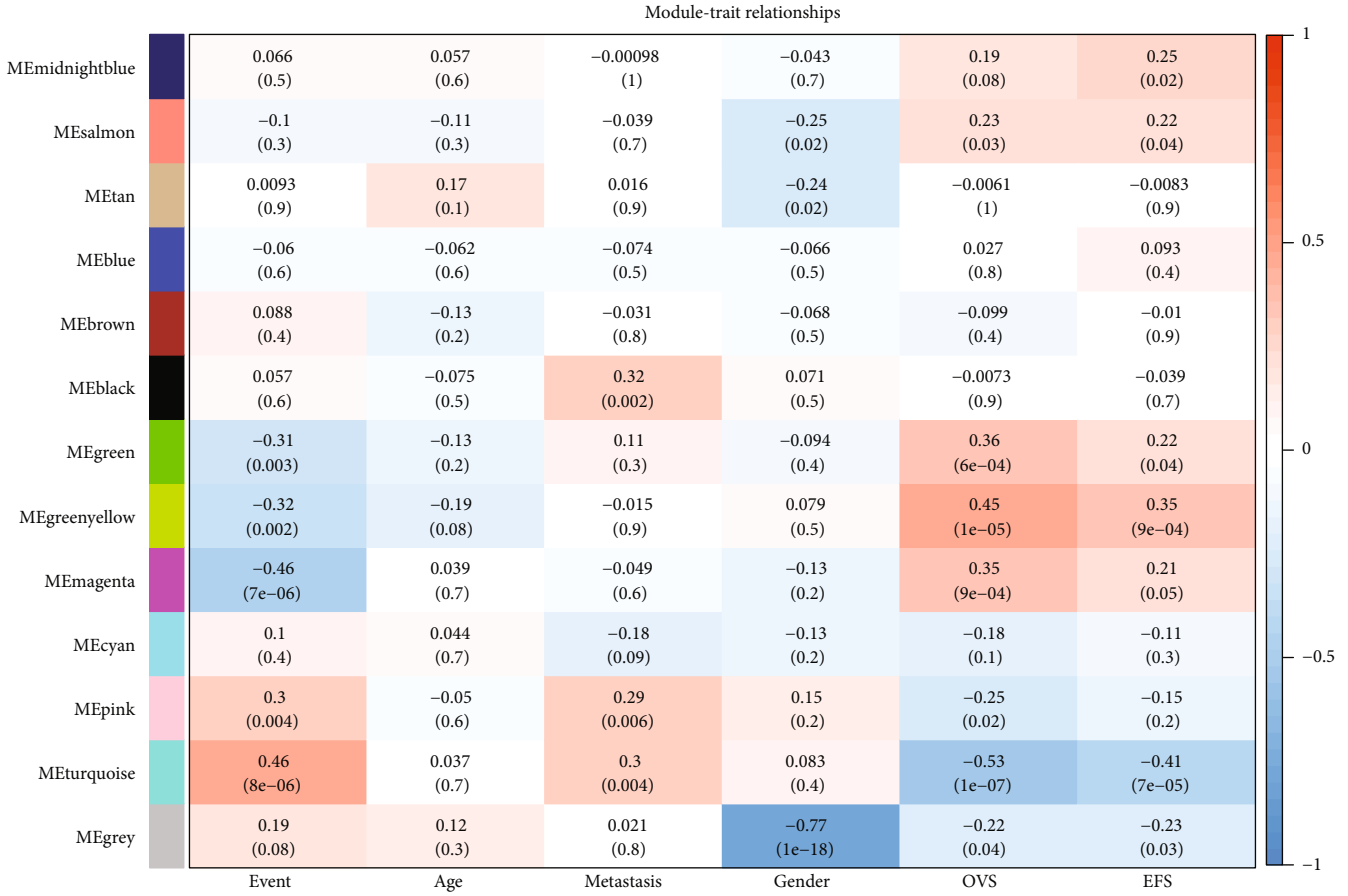 Module-trait relationships
MEmidnightblue 0.066 0.057 −0.00098 −0.043 0.19 0.25
(0.5) (0.6) (1) (0.7) (0.08) (0.02)
MEsalmon −0.1 −0.11 −0.039 −0.25 0.23 0.22
(0.3) (0.3) (0.7) (0.02) (0.03) (0.04)
MEtan 0.0093 0.17 0.016 −0.24 −0.0061 −0.0083
(0.9) (0.1) (0.9) (0.02) (1) (0.9)
MEblue −0.06 −0.062 −0.074 −0.066 0.027 0.093
(0.6) (0.6) (0.5) (0.5) (0.8) (0.4)
MEbrown 0.088 −0.13 −0.031 −0.068 −0.099 −0.01
(0.4) (0.2) (0.8) (0.5) (0.4) (0.9)
MEblack 0.057 −0.075 0.32 0.071 −0.0073 −0.039
(0.6) (0.5) (0.002) (0.5) (0.9) (0.7)
MEgreen −0.31 −0.13 0.11 −0.094 0.36 0.22
(0.003) (0.2) (0.3) (0.4) (6e−04) (0.04)
MEgreenyellow −0.32 −0.19 −0.015 0.079 0.45 0.35
(0.002) (0.08) (0.9) (0.5) (1e−05) (9e−04)
MEmagenta −0.46 0.039 −0.049 −0.13 0.35 0.21
(7e−06) (0.7) (0.6) (0.2) (9e−04) (0.05)
MEcyan 0.1 0.044 −0.18 −0.13 −0.18 −0.11
(0.4) (0.7) (0.09) (0.2) (0.1) (0.3)
MEpink 0.3 −0.05 0.29 0.15 −0.25 −0.15
(0.004) (0.6) (0.006) (0.2) (0.02) (0.2)
MEturquoise 0.46 0.037 0.3 0.083 −0.53 −0.41
(8e−06) (0.7) (0.004) (0.4) (1e−07) (7e−05)
MEgrey 0.19 0.12 0.021 −0.77 −0.22 −0.23
(0.08) (0.3) (0.8) (1e−18) (0.04) (0.03)
Event Age Metastasis Gender OVS EFS
1
0.5
0
−0.5
−1